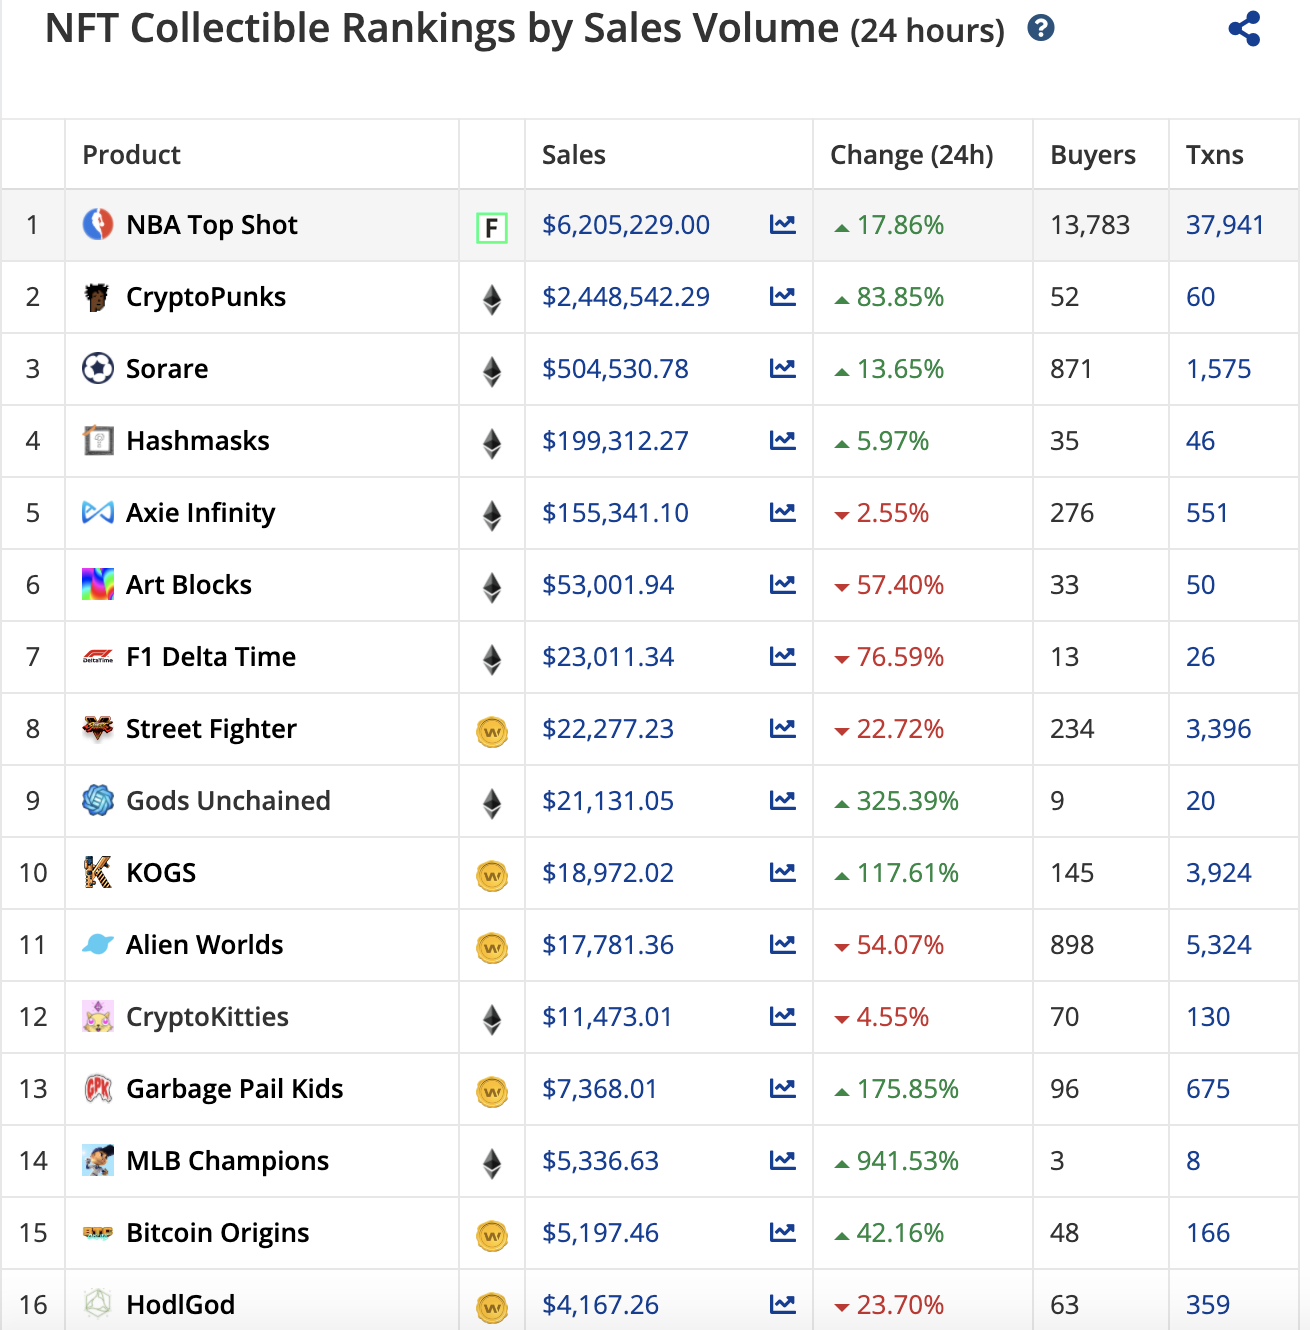 NFT Collectible Rankings by Sales Volume (24 hours) ?
Product Sales Change (24h) Buyers Txns
1 NBA Top Shot F $6,205,229.00 17.86% 13,783 37,941
2 CryptoPunks $2,448,542.29 83.85% 52 60
3 Sorare $504,530.78 13.65% 871 1,575
4 Hashmasks $199,312.27 5.97% 35 46
5 Axie Infinity $155,341.10 2.55% 276 551
6 Art Blocks $53,001.94 57.40% 33 50
7 DeltaTime F1 Delta Time $23,011.34 76.59% 13 26
8 Street Fighter W $22,277.23 22.72% 234 3,396
9 Gods Unchained $21,131.05 325.39% 9 20
10 K KOGS W $18,972.02 117.61% 145 3,924
11 Alien Worlds W $17,781.36 54.07% 898 5,324
12 CryptoKitties $11,473.01 4.55% 70 130
13 GPK Garbage Pail Kids W $7,368.01 175.85% 96 675
14 MLB Champions $5,336.63 941.53% 3 8
15 BTC Bitcoin Origins W $5,197.46 42.16% 48 166
16 HodlGod W $4,167.26 23.70% 63 359